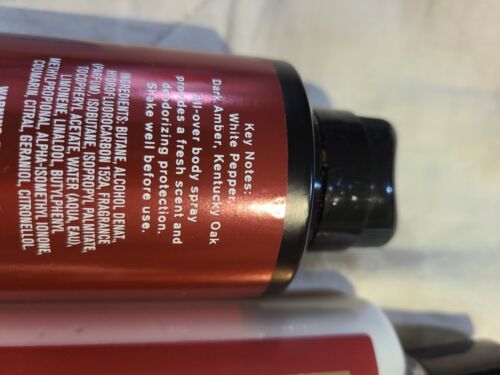 Key Notes:
White Pepper,
Dark Amber, Kentucky Oak
all-over body spray
provides a fresh scent and
deodorizing protection.
Shake well before use.
INGREDIENTS: BUTANE, ALCOHOL DENAT.,
HYDROFLUOROCARBON 152A, FRAGRANCE
(PARFUM), ISOBUTANE, ISOPROPYL PALMITATE,
TOCOPHERYL ACETATE, WATER (AQUA, EAU),
LIMONENE, LINALOOL, BUTYLPHENYL
METHYLPROPIONAL, ALPHA-ISOMETHYL IONONE,
COUMARIN, CITRAL, GERANIOL, CITRONELLOL.